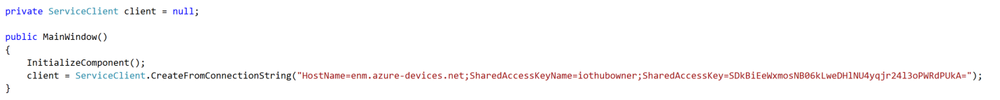 private ServiceClient client = null;
public MainWindow()
{
InitializeComponent();
client = ServiceClient.CreateFromConnectionString("HostName=enm.azure-devices.net;SharedAccessKeyName=iothubowner;SharedAccessKey=SDkBiEeWxmosNB06kLweDHlNU4yqjr24l3oPWRdPUkA=");
}